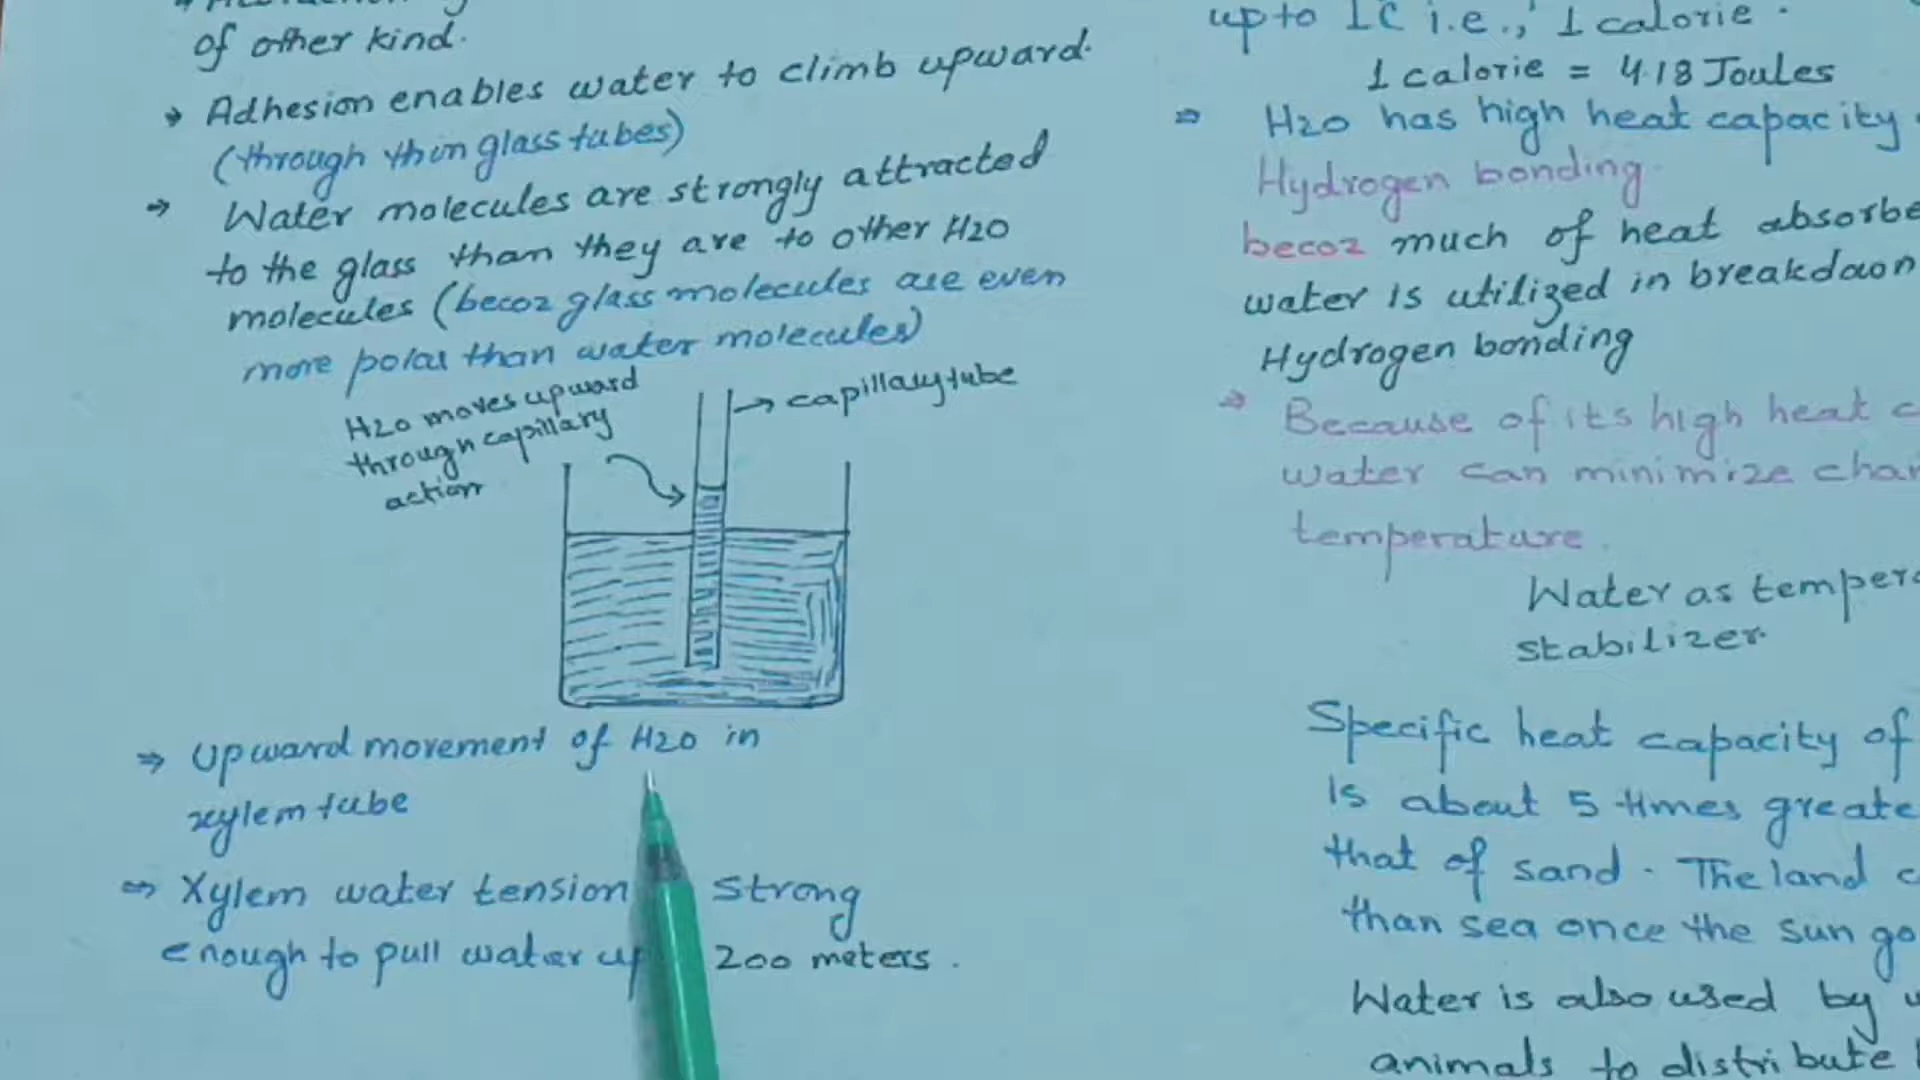 of other kind.
→ Adhesion enables water to climb upward.
(through thin glass tubes)
→ Water molecules are strongly attracted
to the glass than they are to other H2O
molecules (becoz glass molecules are even
more polar than water molecules)
H2O moves upward
through capillary
action
→ capillary tube
⇒ Upward movement of H2O in
xylem tube
⇒ Xylem water tension strong
enough to pull water up 200 meters.
upto 1C i.e., 1 calorie.
1 calorie = 4.18 Joules
⇒ H2O has high heat capacity
Hydrogen bonding.
becoz much of heat
water is utilized in breakdown
Hydrogen bonding
⇒ Because of its high heat
water can minimize
temperature.
Water as
stabilizer.
Specific heat capacity of
is about 5 times
that of sand. The land
than sea once the sun
Water is also used by
animals to distribute